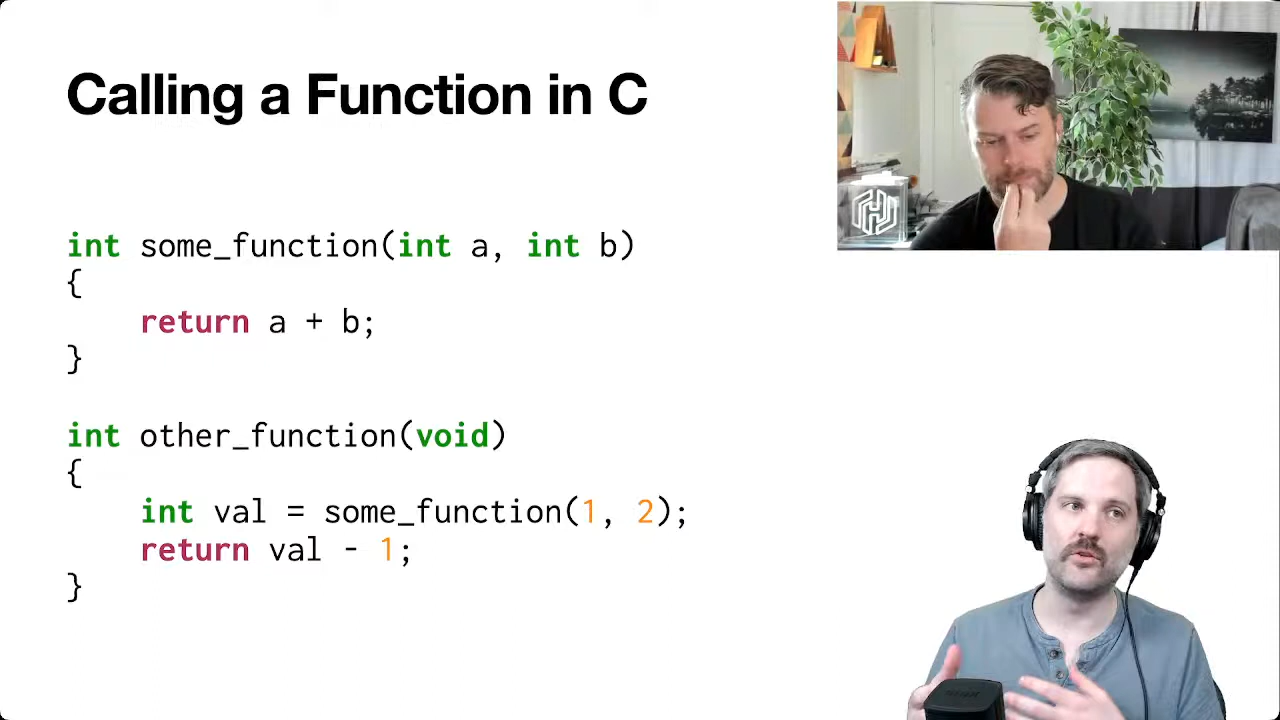 Calling a Function in C
int some_function(int a, int b)
{
    return a + b;
}
int other_function(void)
{
    int val = some_function(1, 2);
    return val - 1;
}